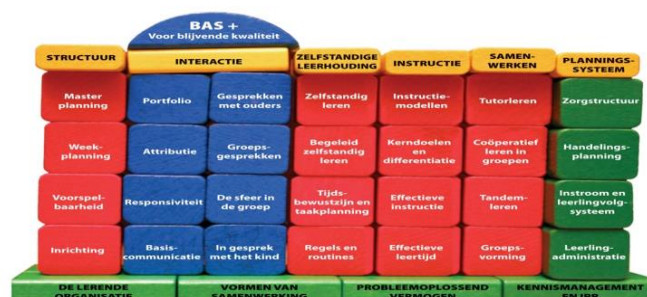 BAS +
Voor blijvende kwaliteit
STRUCTUUR
INTERACTIE
ZELFSTANDIGE
LEERHOUDING
INSTRUCTIE
SAMEN-
WERKEN
PLANNINGS-
SYSTEEM
Master
planning
Portfolio
Gesprekken
met ouders
Zelfstandig
leren
Instructie-
modellen
Tutorleren
Zorgstructuur
Week-
planning
Attributie
Groeps-
gesprekken
Begeleid
zelfstandig
leren
Kerndoelen
en
differentiatie
Coöperatief
leren in
groepen
Handelings-
planning
Voorspel-
baarheid
Responsiviteit
De sfeer in
de groep
Tijds-
bewustzijn en
taakplanning
Effectieve
instructie
Tandem-
leren
Instroom en
leerlingvolg-
systeem
Inrichting
Basis-
communicatie
In gesprek
met het kind
Regels en
routines
Effectieve
leertijd
Groeps-
vorming
Leerling-
administratie
DE LERENDE
ORGANISATIE
VORMEN VAN
SAMENWERKING
PROBLEEMOPLOSSEND
VERMOGEN
KENNISMANAGEMENT
EN IPB